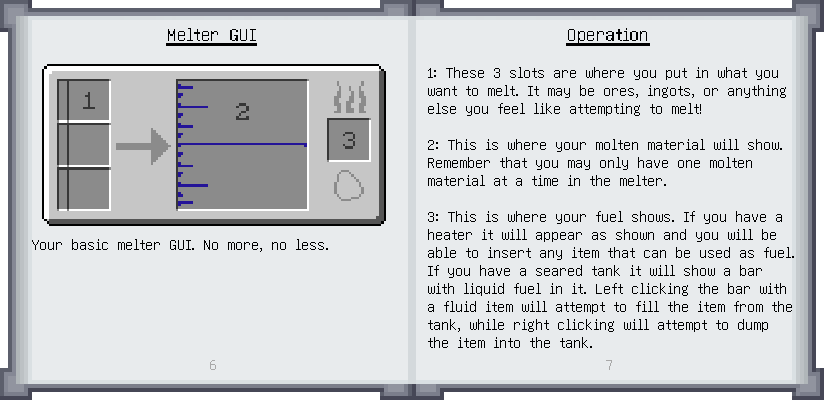 Melter GUI
1
2
3
Your basic melter GUI. No more, no less.
6
Operation
1: These 3 slots are where you put in what you
want to melt. It may be ores, ingots, or anything
else you feel like attempting to melt!
2: This is where your molten material will show.
Remember that you may only have one molten
material at a time in the melter.
3: This is where your fuel shows. If you have a
heater it will appear as shown and you will be
able to insert any item that can be used as fuel.
If you have a seared tank it will show a bar
with liquid fuel in it. Left clicking the bar with
a fluid item will attempt to fill the item from the
tank, while right clicking will attempt to dump
the item into the tank.
7